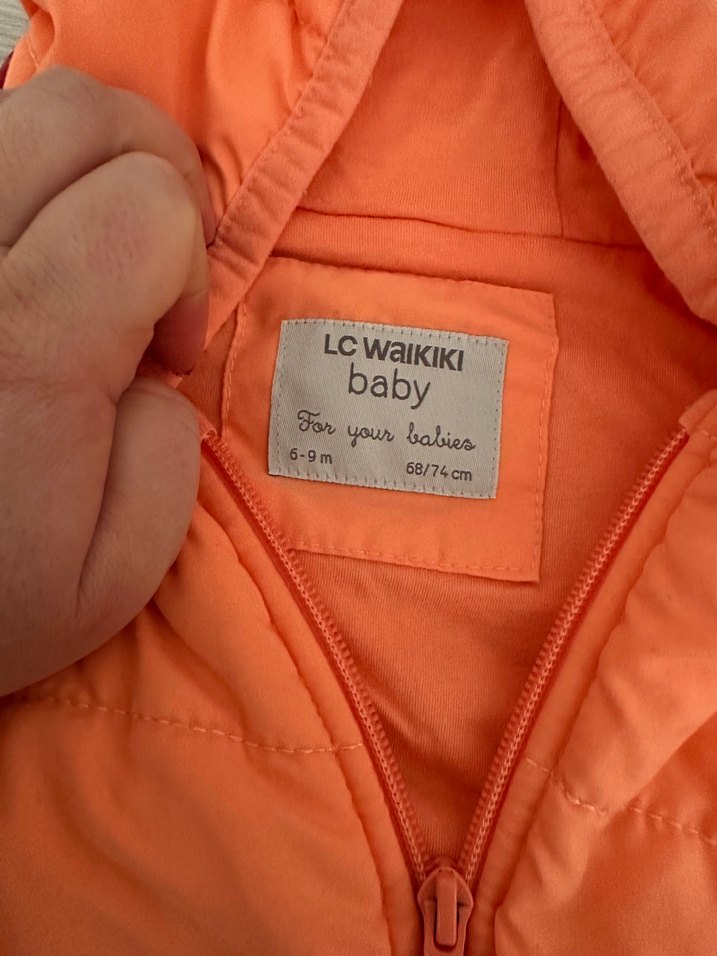 LC WAIKIKI
baby
For your babies
6-9 m 68/74 cm